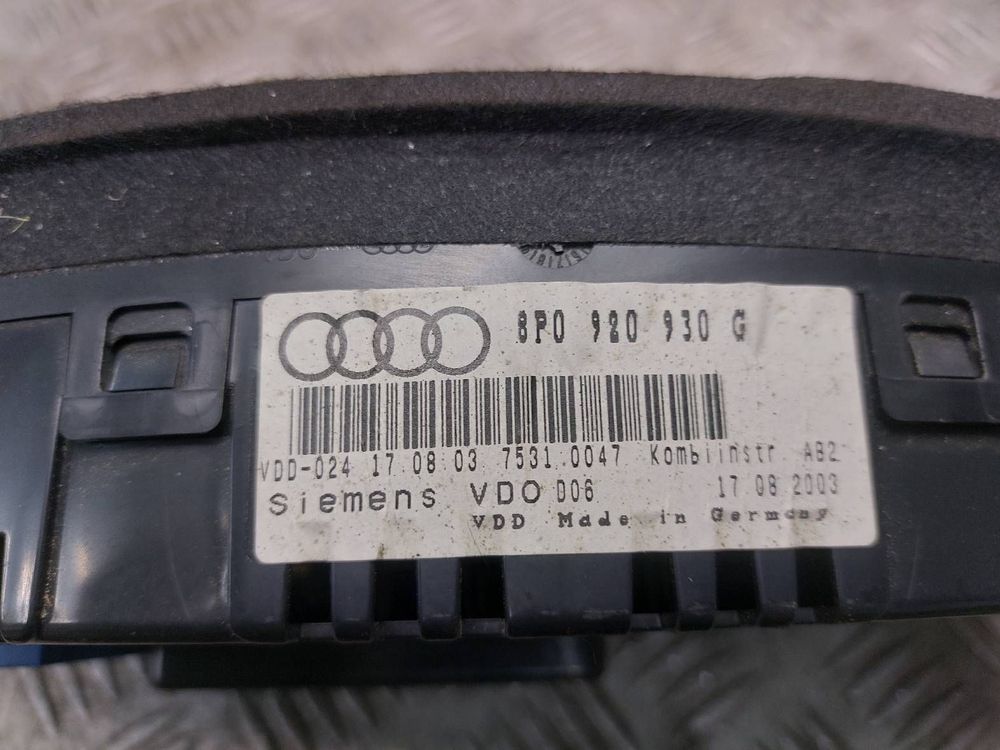 8P0 920 930 G
VDD-024 17 08 03 7531 0047 Kombiinstr. AB2
Siemens VDO D06 17 08 2003
VDD Made in Germany